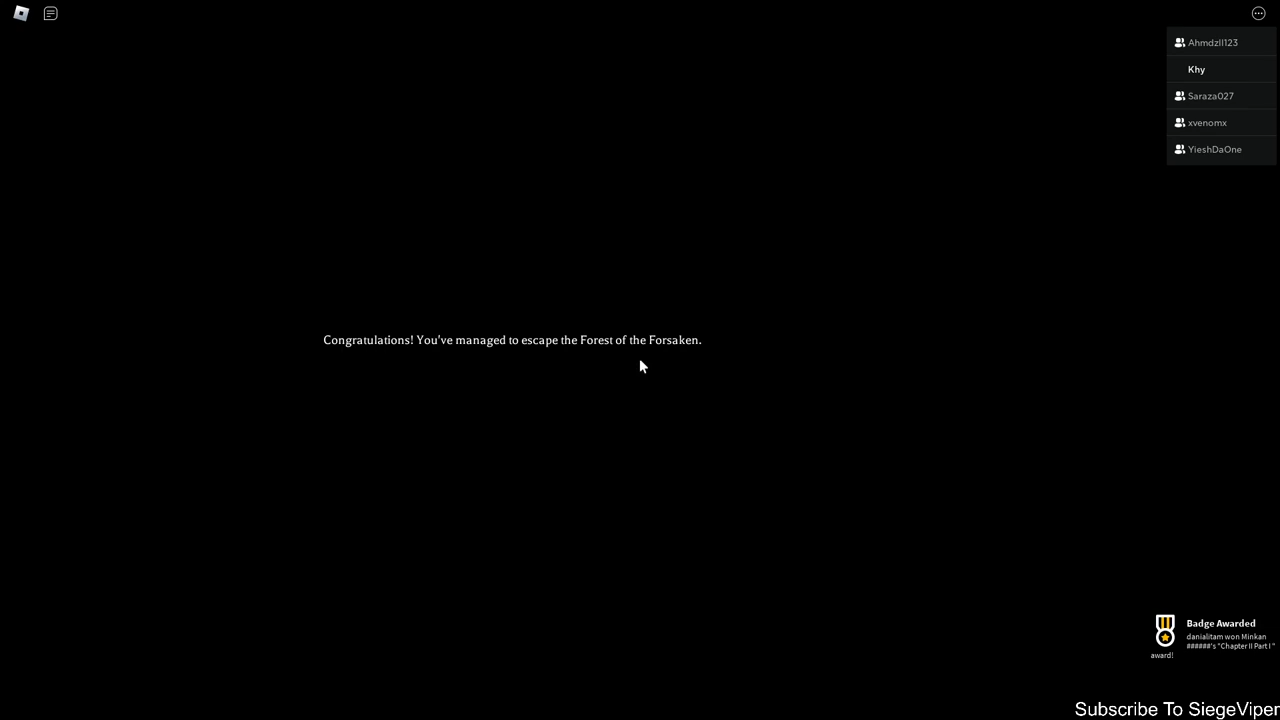 Ahmdzll123
Khy
Saraza027
xvenomx
YieshDaOne
Congratulations! You've managed to escape the Forest of the Forsaken.
Badge Awarded
danialitam won Minkan
######'s "Chapter II Part I "
award!
Subscribe To SiegeViper